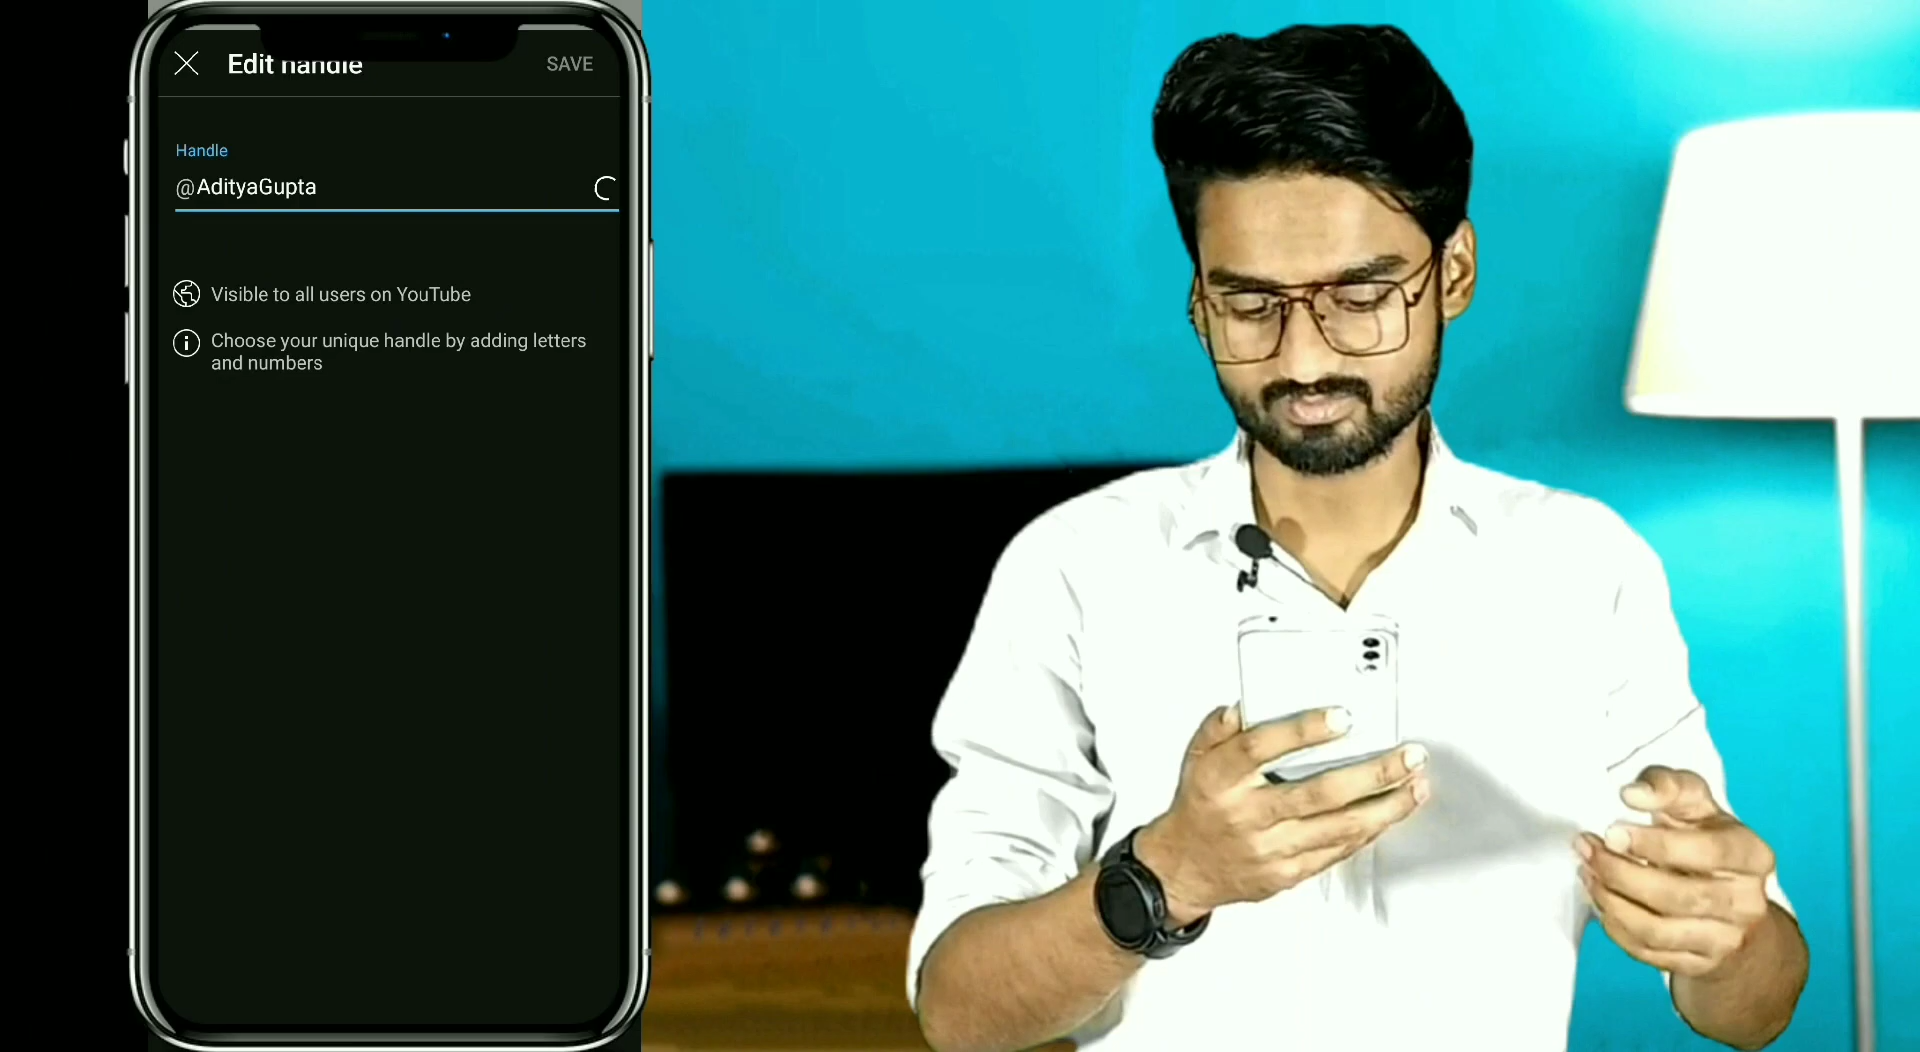 Edit handle
SAVE
Handle
@AdityaGupta
Visible to all users on YouTube
Choose your unique handle by adding letters
and numbers